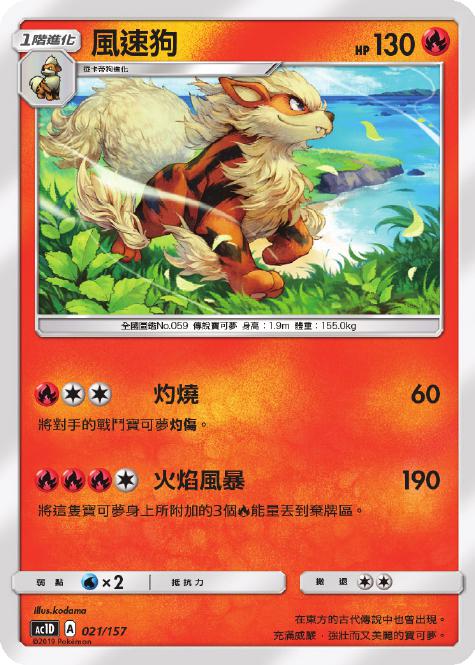 1階進化 風速狗 HP 130
從卡蒂狗進化
全國圖鑑No.059 傳說寶可夢 身高：1.9m 體重：155.0kg
灼燒 60
將對手的戰鬥寶可夢灼傷。
火焰風暴 190
將這隻寶可夢身上所附加的3個能量丟到棄牌區。
弱點 ×2 抵抗力 撤退
illus.kodama
AC1D A 021/157
©2019 Pokémon
在東方的古代傳說中也曾出現。
充滿威嚴，強壯而又美麗的寶可夢。